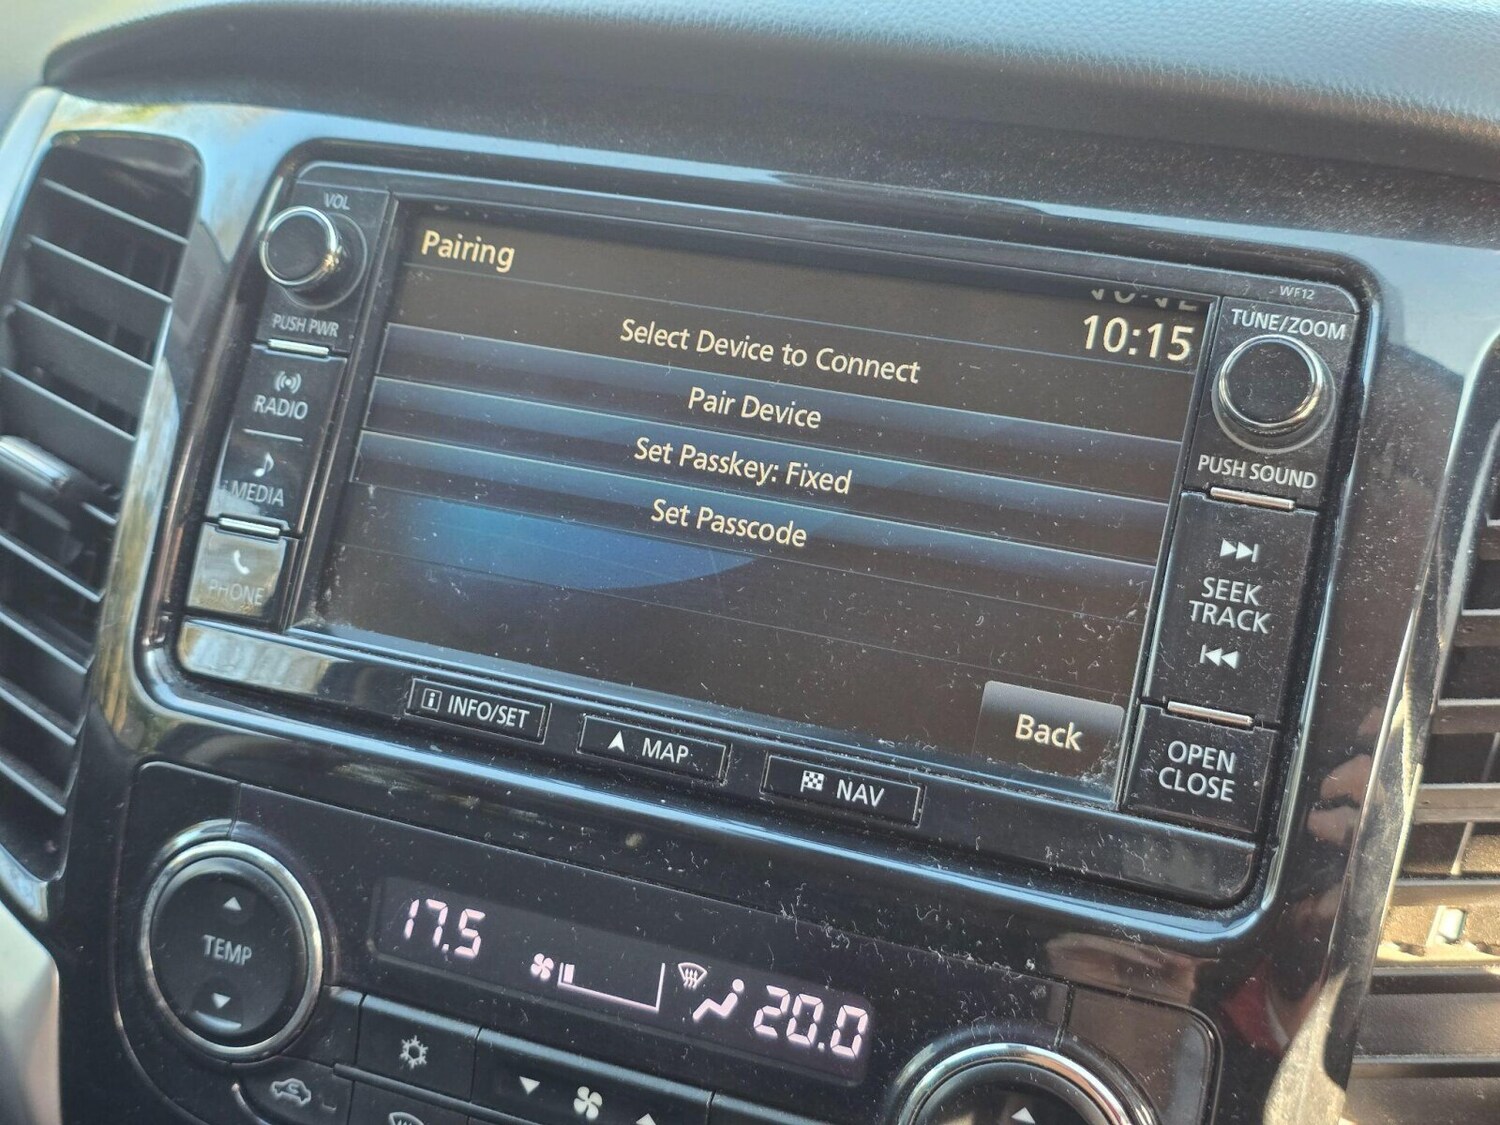 VOL
WF12
Pairing
TUNE/ZOOM
10:15
PUSH PWR
Select Device to Connect
RADIO
Pair Device
Set Passkey: Fixed
PUSH SOUND
MEDIA
Set Passcode
SEEK
TRACK
PHONE
INFO/SET
MAP
NAV
Back
OPEN
CLOSE
TEMP
17.5
20.0